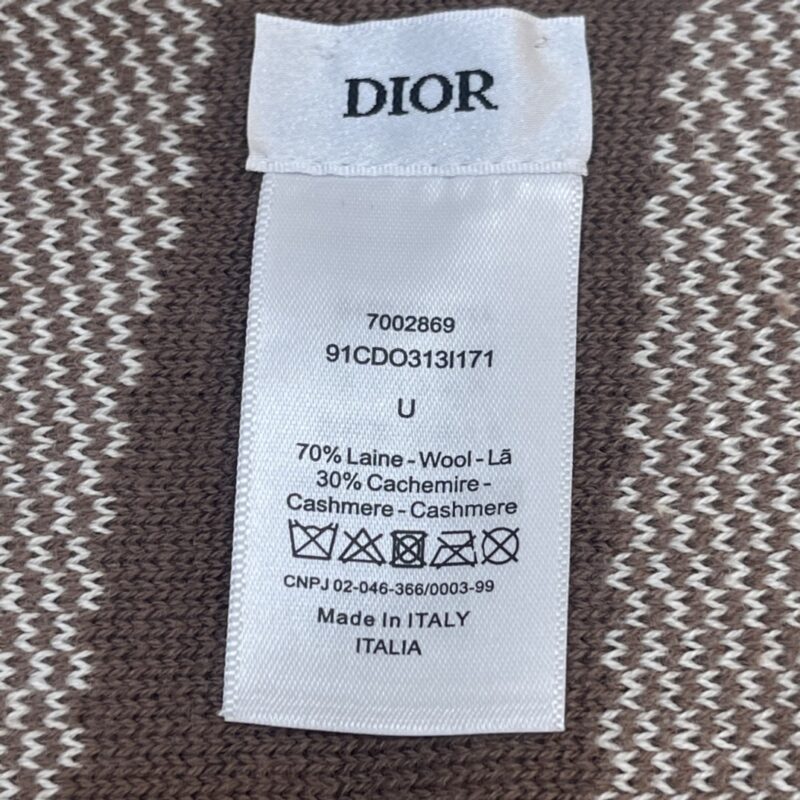 DIOR
7002869
91CDO313I171
U
70% Laine - Wool - Lã
30% Cachemire -
Cashmere - Cashmere
CNPJ 02-046-366/0003-99
Made In ITALY
ITALIA